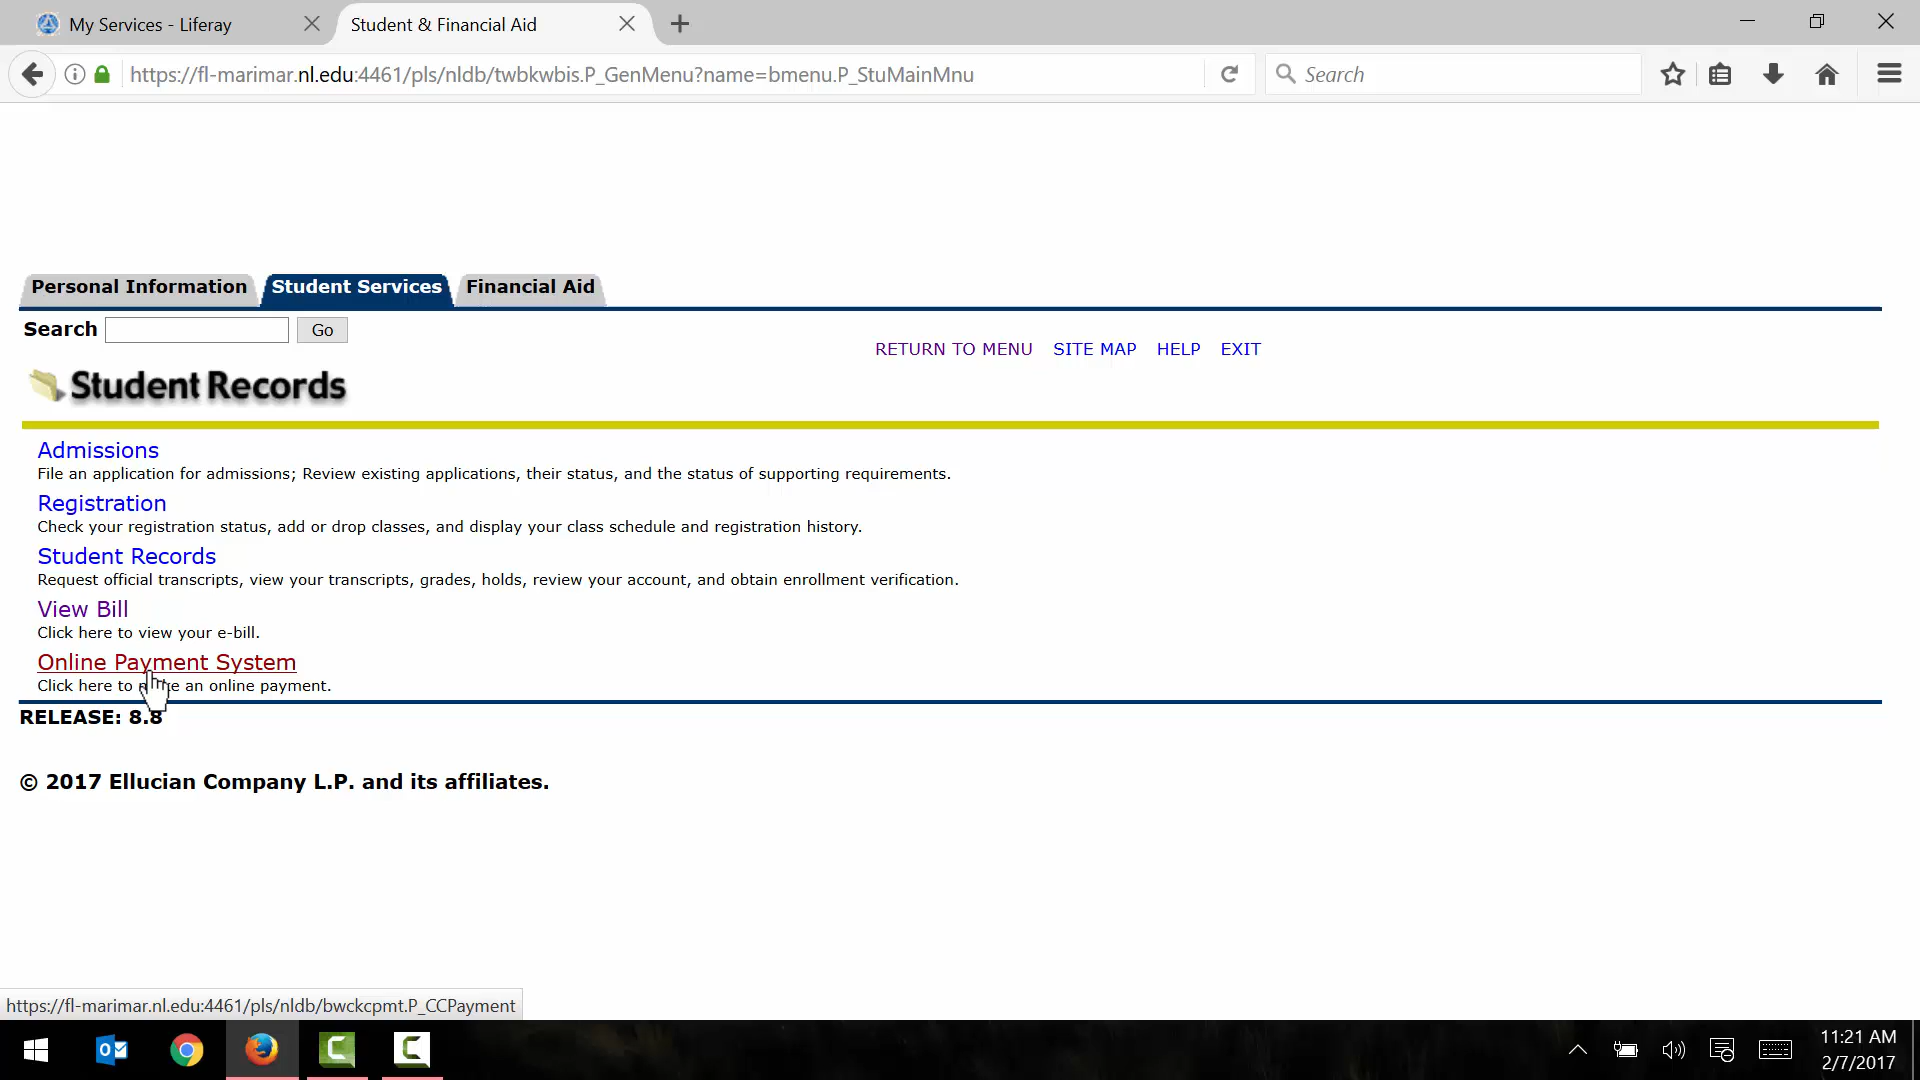 My Services - Liferay
Student & Financial Aid
https://fl-marimar.nl.edu:4461/pls/nldb/twbkwbis.P_GenMenu?name=bmenu.P_StuMainMnu
Search
Personal Information
Student Services
Financial Aid
Search
Go
RETURN TO MENU
SITE MAP
HELP
EXIT
Student Records
Admissions
File an application for admissions; Review existing applications, their status, and the status of supporting requirements.
Registration
Check your registration status, add or drop classes, and display your class schedule and registration history.
Student Records
Request official transcripts, view your transcripts, grades, holds, review your account, and obtain enrollment verification.
View Bill
Click here to view your e-bill.
Online Payment System
Click here to an online payment.
RELEASE: 8.8
© 2017 Ellucian Company L.P. and its affiliates.
https://fl-marimar.nl.edu:4461/pls/nldb/bwckcpmt.P_CCPayment
11:21 AM
2/7/2017